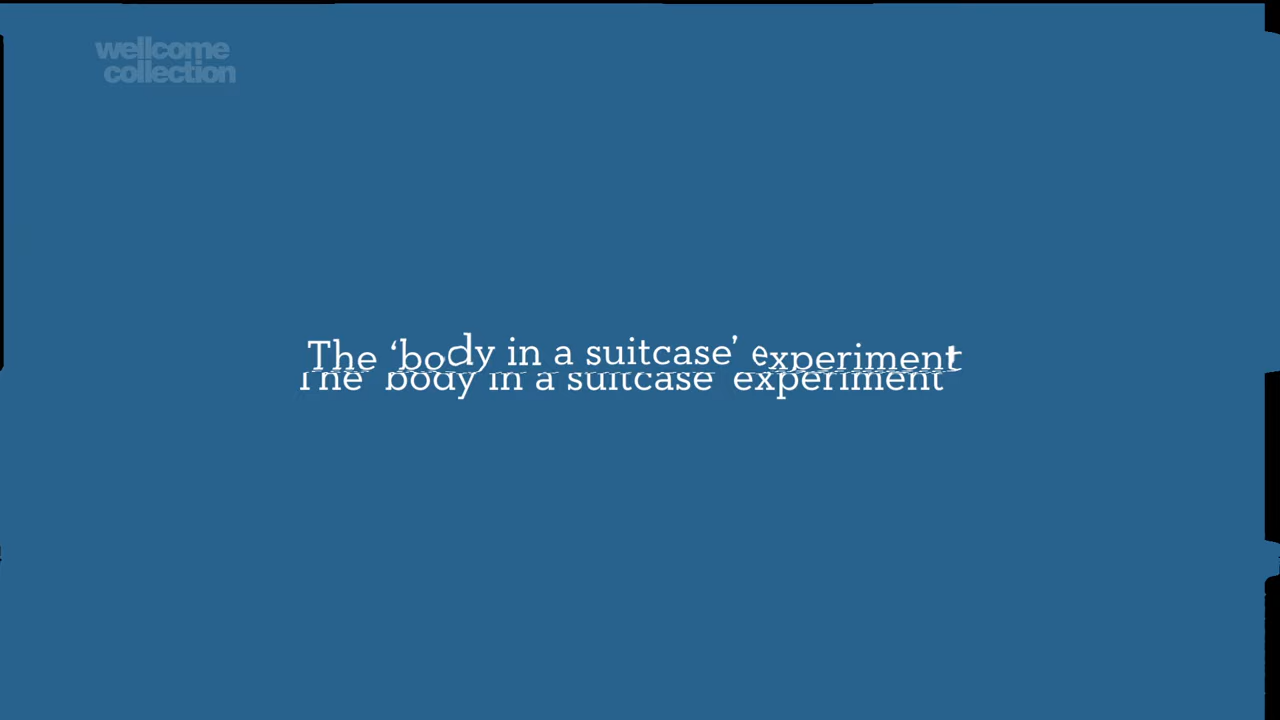 wellcome
collection
The ‘body in a suitcase’ experiment